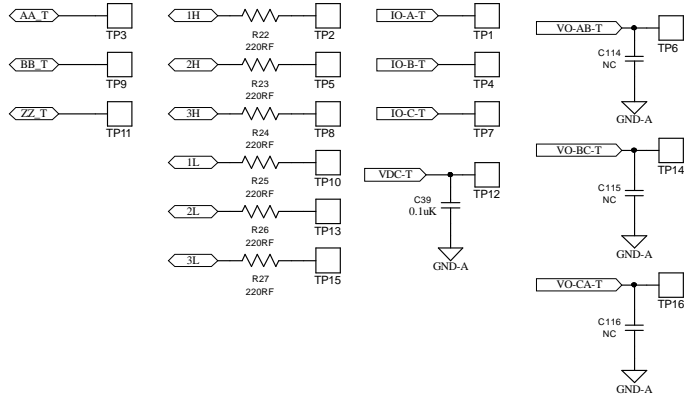 AA_T
TP3
BB_T
TP9
ZZ_T
TP11
1H
R22
220RF
TP2
2H
R23
220RF
TP5
3H
R24
220RF
TP8
1L
R25
220RF
TP10
2L
R26
220RF
TP13
3L
R27
220RF
TP15
IO-A-T
TP1
IO-B-T
TP4
IO-C-T
TP7
VDC-T
TP12
C39
0.1uK
GND-A
VO-AB-T
TP6
C114
NC
GND-A
VO-BC-T
TP14
C115
NC
GND-A
VO-CA-T
TP16
C116
NC
GND-A